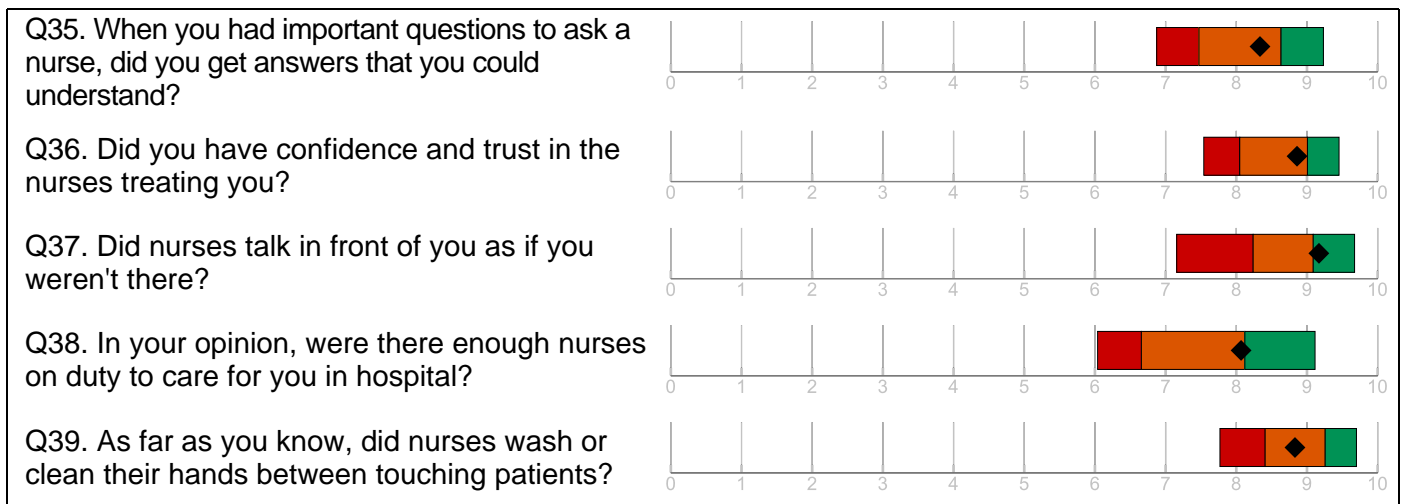 Q35. When you had important questions to ask a
nurse, did you get answers that you could
understand?
0 1 2 3 4 5 6 7 8 9 10
Q36. Did you have confidence and trust in the
nurses treating you?
0 1 2 3 4 5 6 7 8 9 10
Q37. Did nurses talk in front of you as if you
weren't there?
0 1 2 3 4 5 6 7 8 9 10
Q38. In your opinion, were there enough nurses
on duty to care for you in hospital?
0 1 2 3 4 5 6 7 8 9 10
Q39. As far as you know, did nurses wash or
clean their hands between touching patients?
0 1 2 3 4 5 6 7 8 9 10